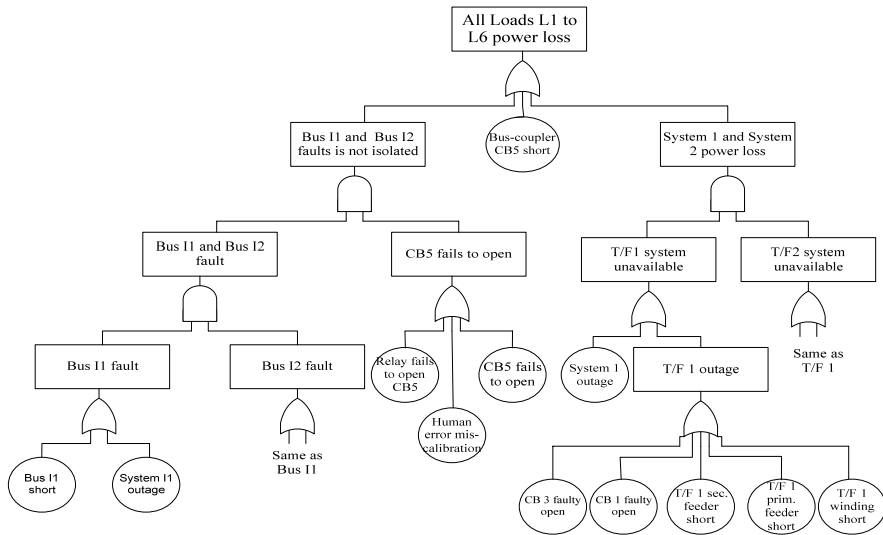 All Loads L1 to
L6 power loss
Bus I1 and Bus I2
faults is not isolated
Bus-coupler
CB5 short
System 1 and System
2 power loss
Bus I1 and Bus I2
fault
CB5 fails to open
T/F1 system
unavailable
T/F2 system
unavailable
Bus I1 fault
Bus I2 fault
Relay fails
to open
CB5
CB5 fails
to open
System 1
outage
T/F 1 outage
Same as
T/F 1
Human
error mis-
calibration
Same as
Bus I1
Bus I1
short
System I1
outage
CB 3 faulty
open
CB 1 faulty
open
T/F 1 sec.
feeder
short
T/F 1
prim.
feeder
short
T/F 1
winding
short